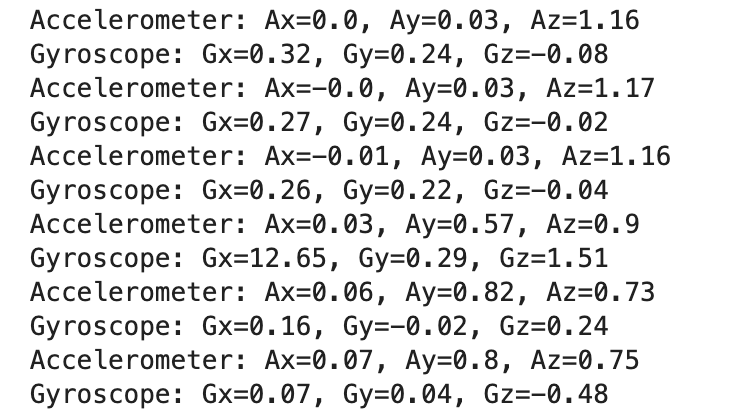 Accelerometer: Ax=0.0, Ay=0.03, Az=1.16
Gyroscope: Gx=0.32, Gy=0.24, Gz=-0.08
Accelerometer: Ax=-0.0, Ay=0.03, Az=1.17
Gyroscope: Gx=0.27, Gy=0.24, Gz=-0.02
Accelerometer: Ax=-0.01, Ay=0.03, Az=1.16
Gyroscope: Gx=0.26, Gy=0.22, Gz=-0.04
Accelerometer: Ax=0.03, Ay=0.57, Az=0.9
Gyroscope: Gx=12.65, Gy=0.29, Gz=1.51
Accelerometer: Ax=0.06, Ay=0.82, Az=0.73
Gyroscope: Gx=0.16, Gy=-0.02, Gz=0.24
Accelerometer: Ax=0.07, Ay=0.8, Az=0.75
Gyroscope: Gx=0.07, Gy=0.04, Gz=-0.48